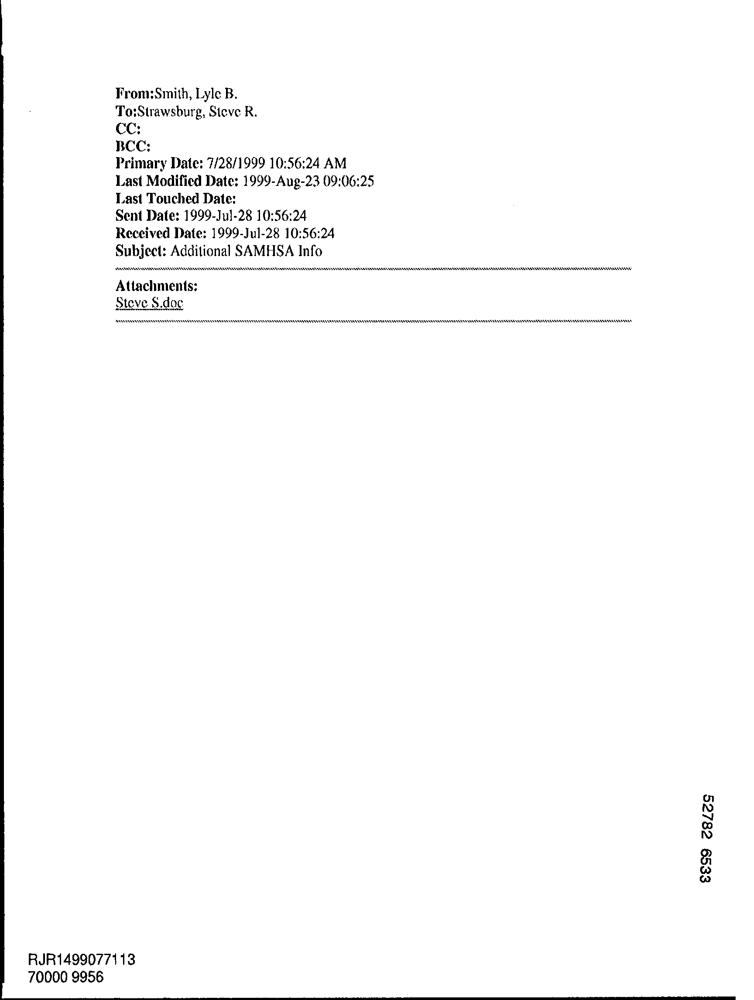 From:Smith, Lyle B.
To:Strawsburg, Steve R.
CC:
BCC:
Primary Date: 7/28/1999 10:56:24 AM
Last Modified Date: 1999-Aug-23 09:06:25
Last Touched Date:
Sent Date: 1999-Jul-28 10:56:24
Received Date: 1999-Jul-28 10:56:24
Subject: Additional SAMHSA Info
Attachments:
Steve S.doc
52782 6533
RJR1499077113
70000 9956